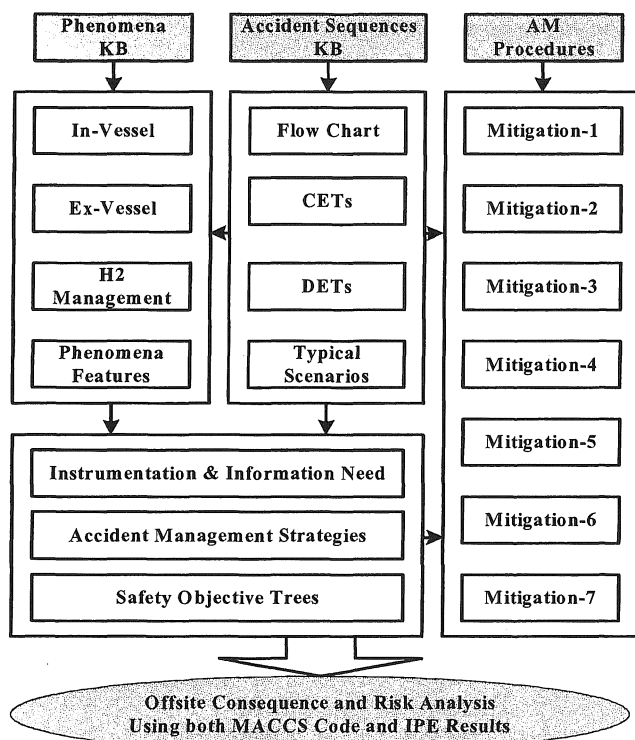 Phenomena
KB
Accident Sequences
KB
AM
Procedures
In-Vessel
Ex-Vessel
H2
Management
Phenomena
Features
Flow Chart
CETs
DETs
Typical
Scenarios
Mitigation-1
Mitigation-2
Mitigation-3
Mitigation-4
Mitigation-5
Mitigation-6
Mitigation-7
Instrumentation & Information Need
Accident Management Strategies
Safety Objective Trees
Offsite Consequence and Risk Analysis
Using both MACCS Code and IPE Results